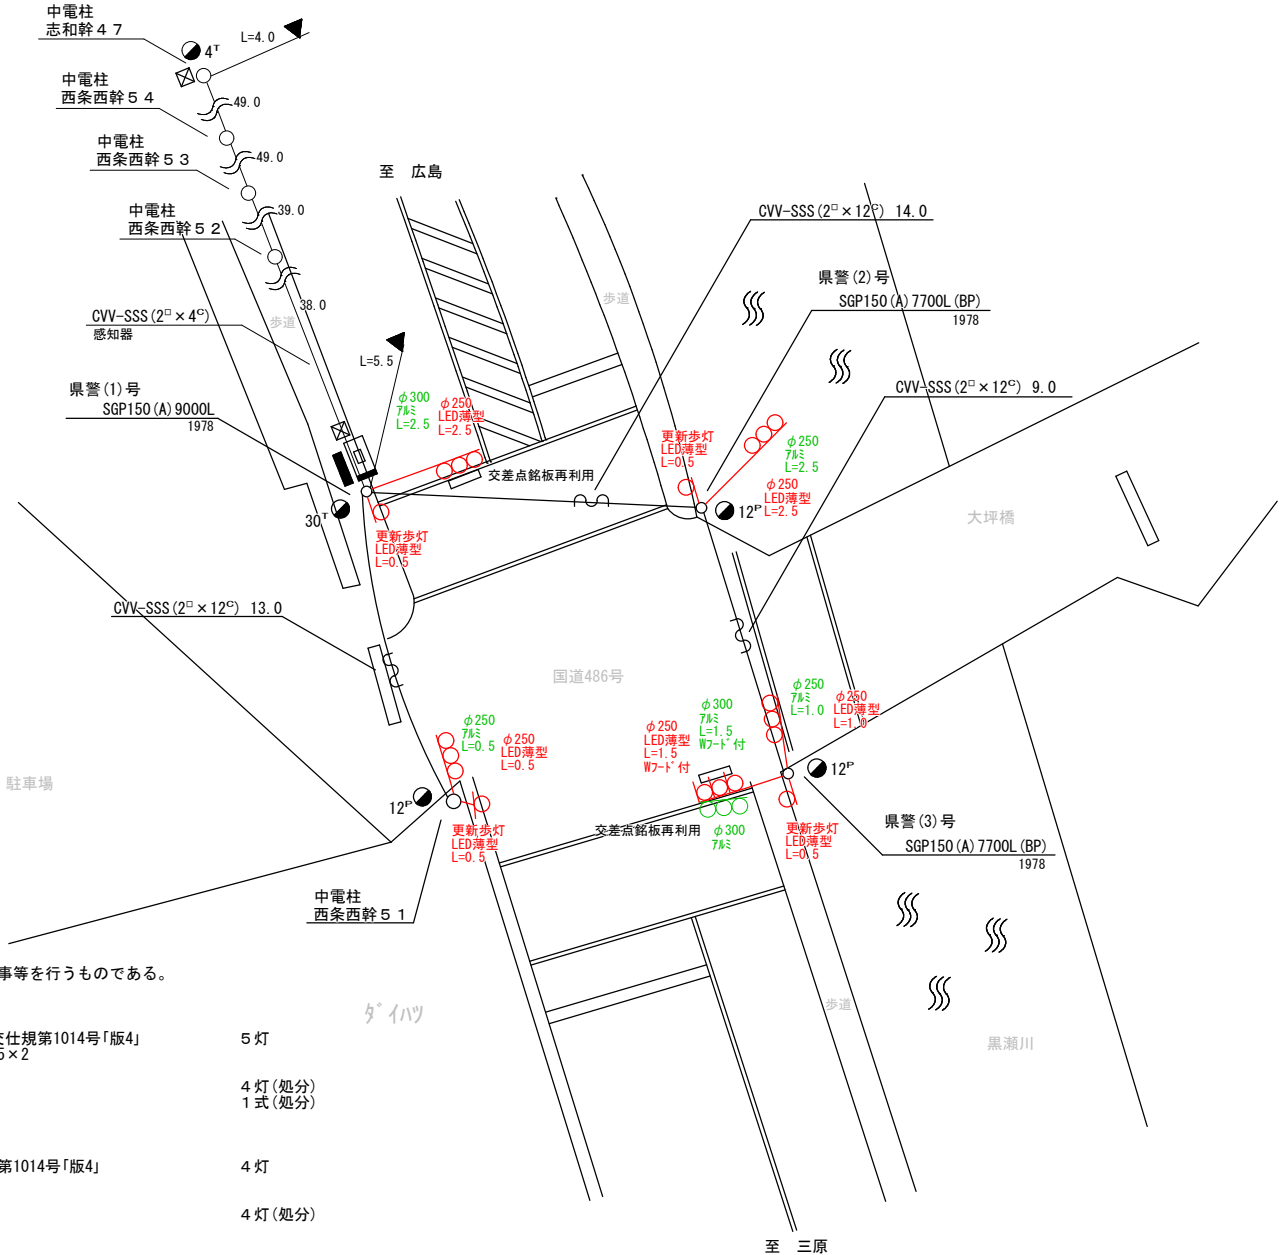 中電柱
志和幹４７
L=4.0
4T
中電柱
西条西幹５４
49.0
中電柱
西条西幹５３
49.0
至　広島
中電柱
西条西幹５２
39.0
CVV-SSS(2□×12C) 14.0
県警(2)号
SGP150(A)7700L(BP)
1978
歩道
38.0
CVV-SSS(2□×4C)
感知器
歩道
L=5.5
県警(1)号
SGP150(A)9000L
1978
φ300
ｱﾙﾐ
L=2.5
φ250
LED薄型
L=2.5
CVV-SSS(2□×12C) 9.0
更新歩灯
LED薄型
L=0.5
φ250
ｱﾙﾐ
L=2.5
φ250
LED薄型
L=2.5
交差点銘板再利用
30T
12P
大坪橋
更新歩灯
LED薄型
L=0.5
CVV-SSS(2□×12C) 13.0
国道486号
φ250
ｱﾙﾐ
L=1.0
φ250
LED薄型
L=1.0
φ300
ｱﾙﾐ
L=1.5
Wﾌｰﾄﾞ付
φ250
LED薄型
L=1.5
Wﾌｰﾄﾞ付
φ250
ｱﾙﾐ
L=0.5
φ250
LED薄型
L=0.5
駐車場
12P
12P
更新歩灯
LED薄型
L=0.5
交差点銘板再利用
φ300
ｱﾙﾐ
更新歩灯
LED薄型
L=0.5
県警(3)号
SGP150(A)7700L(BP)
1978
中電柱
西条西幹５１
事等を行うものである。
ﾀﾞｲﾊﾂ
歩道
黒瀬川
交仕規第1014号｢版4｣　５灯
5×2
４灯(処分)
１式(処分)
第1014号｢版4｣　４灯
４灯(処分)
至　三原